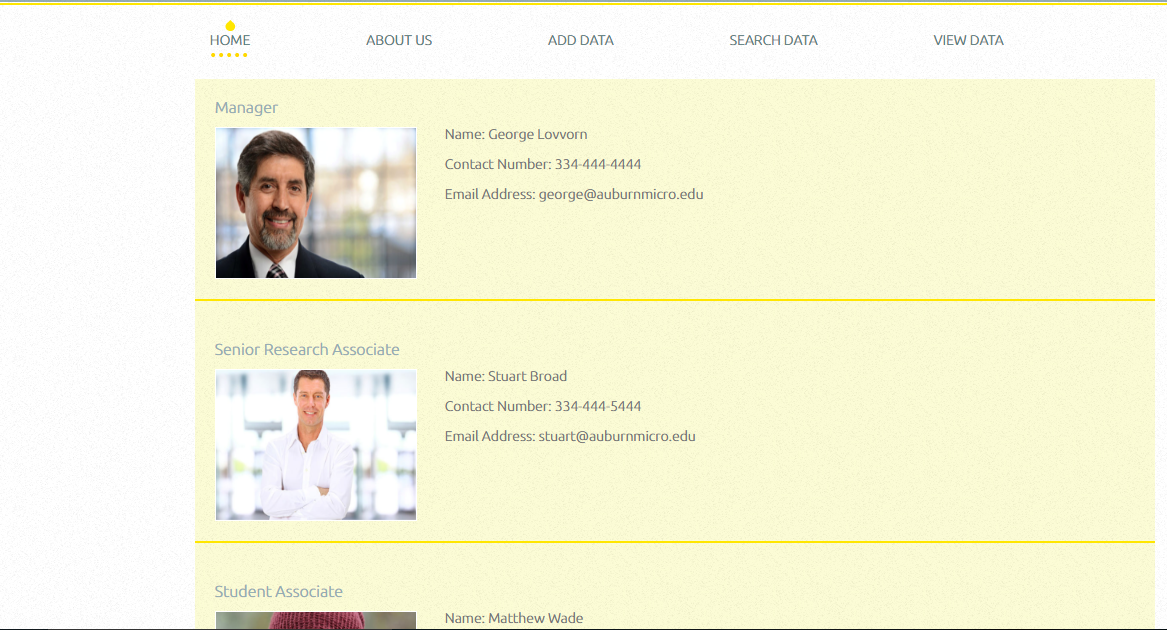 HOME ABOUT US ADD DATA SEARCH DATA VIEW DATA
Manager
Name: George Lovvorn
Contact Number: 334-444-4444
Email Address: george@auburnmicro.edu
Senior Research Associate
Name: Stuart Broad
Contact Number: 334-444-5444
Email Address: stuart@auburnmicro.edu
Student Associate
Name: Matthew Wade